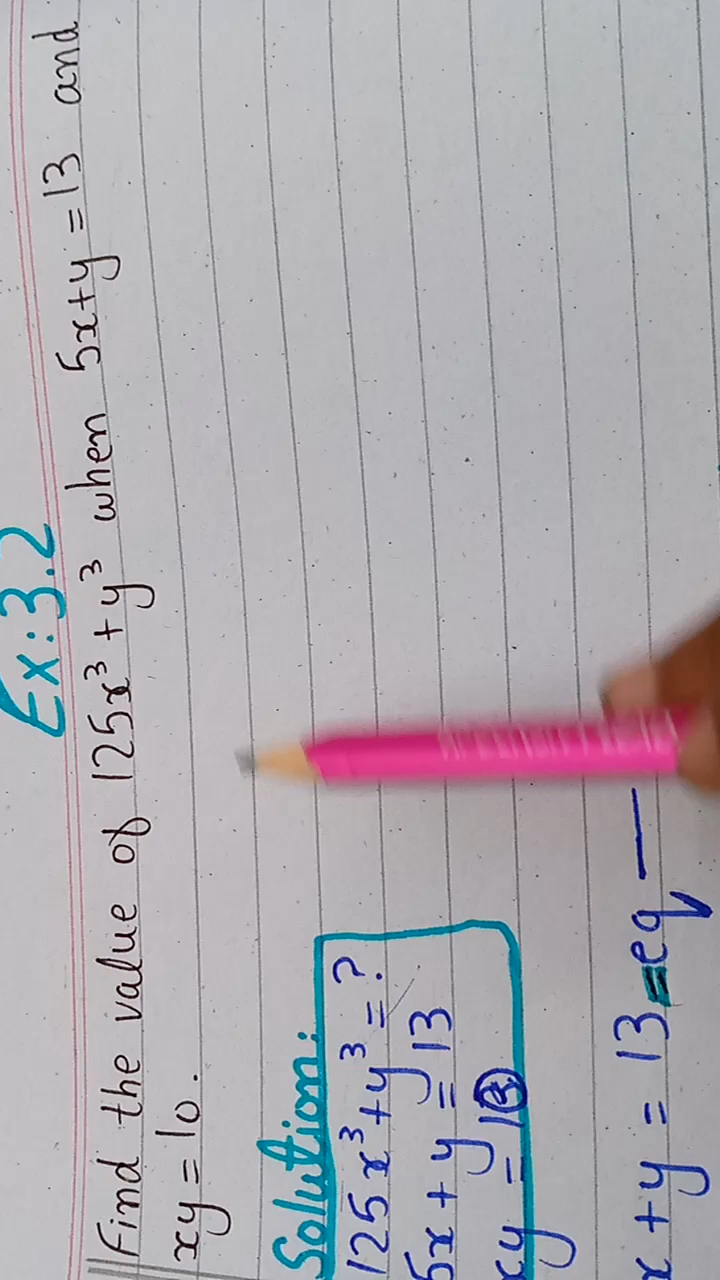 Ex:3.2
Find the value of 125x³+y³ when 5x+y=13 and
xy=10.
Solution:
125x³+y³=?
5x+y=13
xy=10
x+y=13=eq—